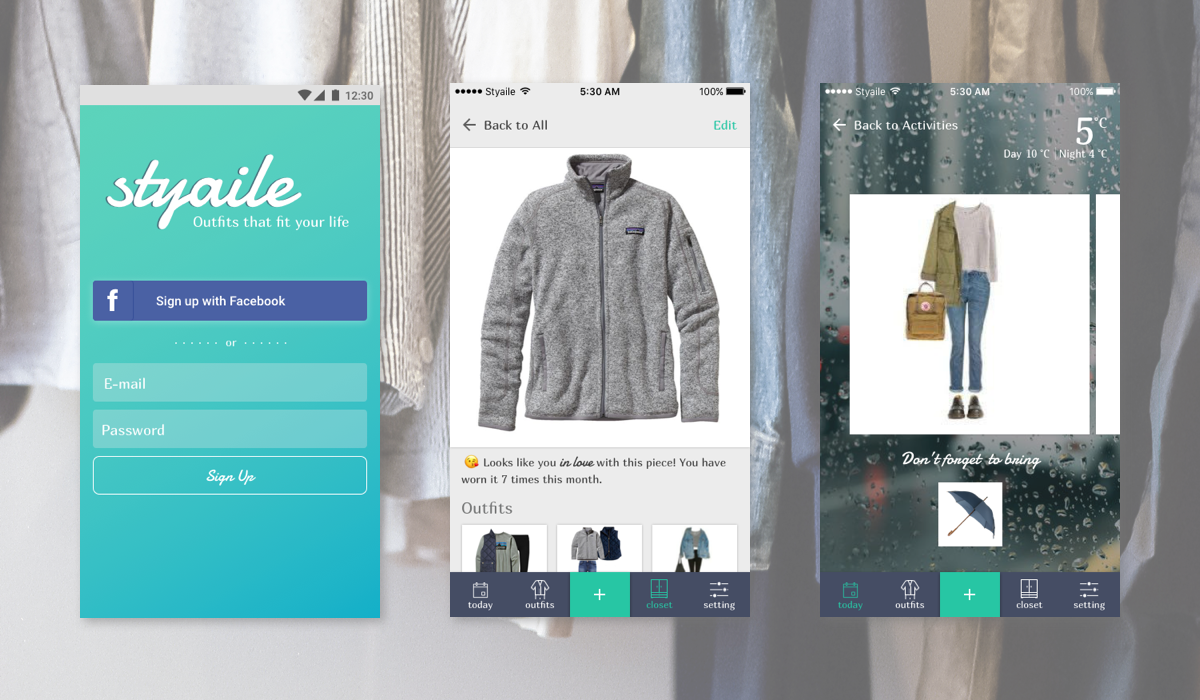 12:30
styaile
Outfits that fit your life
f Sign up with Facebook
or
E-mail
Password
Sign Up
Styaile 5:30 AM 100%
Back to All Edit
patagonia
Looks like you in love with this piece! You have
worn it 7 times this month.
Outfits
+
today outfits closet setting
Styaile 5:30 AM 100%
Back to Activities
5°C
Day 10 °C | Night 4 °C
Don't forget to bring
+
today outfits closet setting